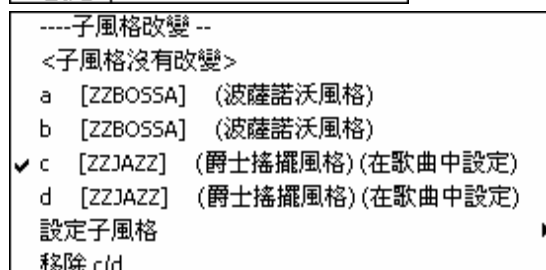 ----子風格改變 --
<子風格沒有改變>
a [ZZBOSSA] (波薩諾沃風格)
b [ZZBOSSA] (波薩諾沃風格)
✓ c [ZZJAZZ] (爵士搖擺風格) (在歌曲中設定)
d [ZZJAZZ] (爵士搖擺風格) (在歌曲中設定)
設定子風格
移除 c/d